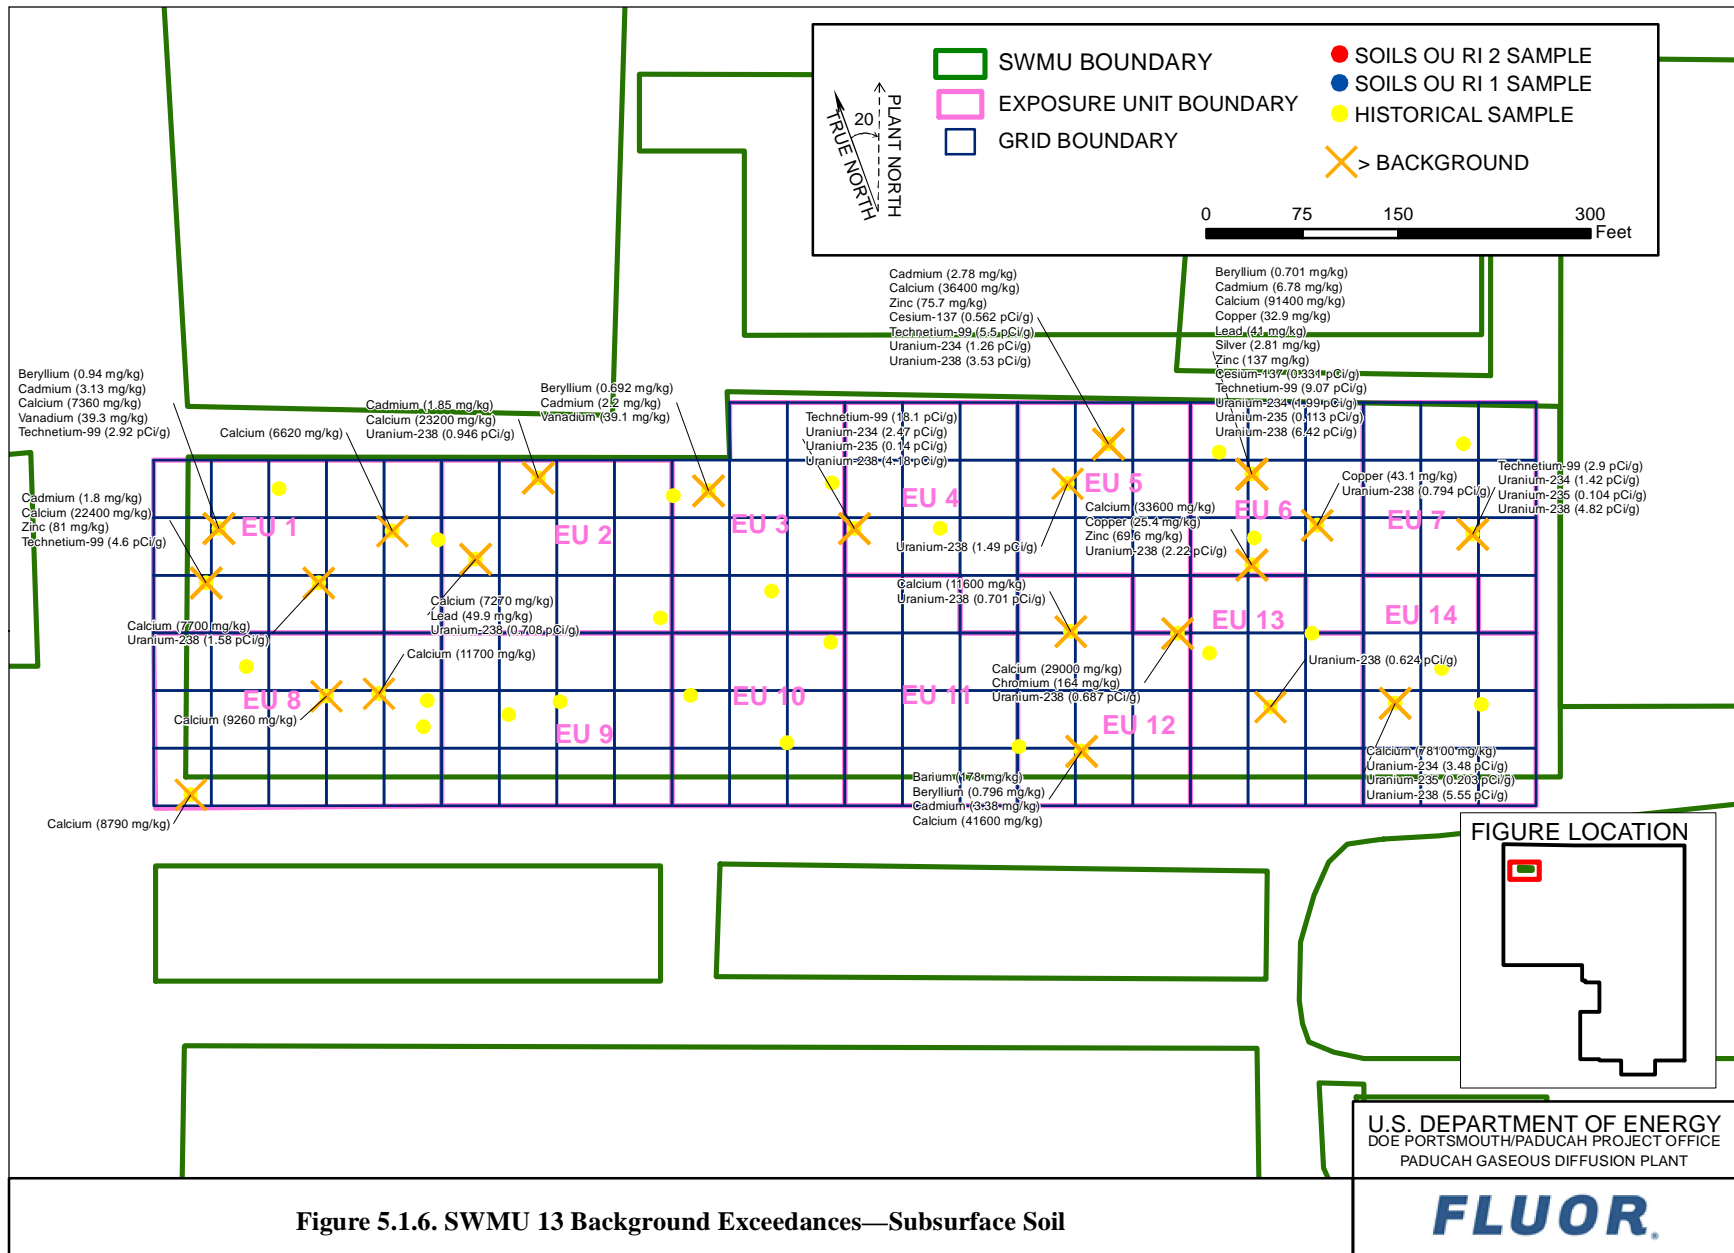 SWMU BOUNDARY
EXPOSURE UNIT BOUNDARY
GRID BOUNDARY
SOILS OU RI 2 SAMPLE
SOILS OU RI 1 SAMPLE
HISTORICAL SAMPLE
> BACKGROUND
20
TRUE NORTH
PLANT NORTH
0 75 150 300
Feet
Cadmium (2.78 mg/kg)
Calcium (36400 mg/kg)
Zinc (75.7 mg/kg)
Cesium-137 (0.562 pCi/g)
Technetium-99 (5.5 pCi/g)
Uranium-234 (1.26 pCi/g)
Uranium-238 (3.53 pCi/g)
Beryllium (0.701 mg/kg)
Cadmium (6.78 mg/kg)
Calcium (91400 mg/kg)
Copper (32.9 mg/kg)
Lead (41 mg/kg)
Silver (2.81 mg/kg)
Zinc (137 mg/kg)
Cesium-137 (0.331 pCi/g)
Technetium-99 (9.07 pCi/g)
Uranium-234 (1.99 pCi/g)
Uranium-235 (0.113 pCi/g)
Uranium-238 (6.42 pCi/g)
Beryllium (0.94 mg/kg)
Cadmium (3.13 mg/kg)
Calcium (7360 mg/kg)
Vanadium (39.3 mg/kg)
Technetium-99 (2.92 pCi/g)
Calcium (6620 mg/kg)
Cadmium (1.85 mg/kg)
Calcium (23200 mg/kg)
Uranium-238 (0.946 pCi/g)
Beryllium (0.692 mg/kg)
Cadmium (2.2 mg/kg)
Vanadium (39.1 mg/kg)
Technetium-99 (18.1 pCi/g)
Uranium-234 (2.47 pCi/g)
Uranium-235 (0.14 pCi/g)
Uranium-238 (4.18 pCi/g)
Cadmium (1.8 mg/kg)
Calcium (22400 mg/kg)
Zinc (81 mg/kg)
Technetium-99 (4.6 pCi/g)
Copper (43.1 mg/kg)
Uranium-238 (0.794 pCi/g)
Technetium-99 (2.9 pCi/g)
Uranium-234 (1.42 pCi/g)
Uranium-235 (0.104 pCi/g)
Uranium-238 (4.82 pCi/g)
EU 1
EU 2
EU 3
EU 4
EU 5
EU 6
EU 7
Uranium-238 (1.49 pCi/g)
Calcium (33600 mg/kg)
Copper (25.4 mg/kg)
Zinc (69.6 mg/kg)
Uranium-238 (2.22 pCi/g)
Calcium (11600 mg/kg)
Uranium-238 (0.701 pCi/g)
Calcium (7270 mg/kg)
Lead (49.9 mg/kg)
Uranium-238 (0.708 pCi/g)
Calcium (7700 mg/kg)
Uranium-238 (1.58 pCi/g)
Calcium (11700 mg/kg)
EU 13
EU 14
Calcium (29000 mg/kg)
Chromium (164 mg/kg)
Uranium-238 (0.687 pCi/g)
Uranium-238 (0.624 pCi/g)
EU 8
EU 9
EU 10
EU 11
EU 12
Calcium (9260 mg/kg)
Calcium (8790 mg/kg)
Barium (178 mg/kg)
Beryllium (0.796 mg/kg)
Cadmium (3.38 mg/kg)
Calcium (41600 mg/kg)
Calcium (78100 mg/kg)
Uranium-234 (3.48 pCi/g)
Uranium-235 (0.203 pCi/g)
Uranium-238 (5.55 pCi/g)
FIGURE LOCATION
U.S. DEPARTMENT OF ENERGY
DOE PORTSMOUTH/PADUCAH PROJECT OFFICE
PADUCAH GASEOUS DIFFUSION PLANT
Figure 5.1.6. SWMU 13 Background Exceedances—Subsurface Soil
FLUOR®